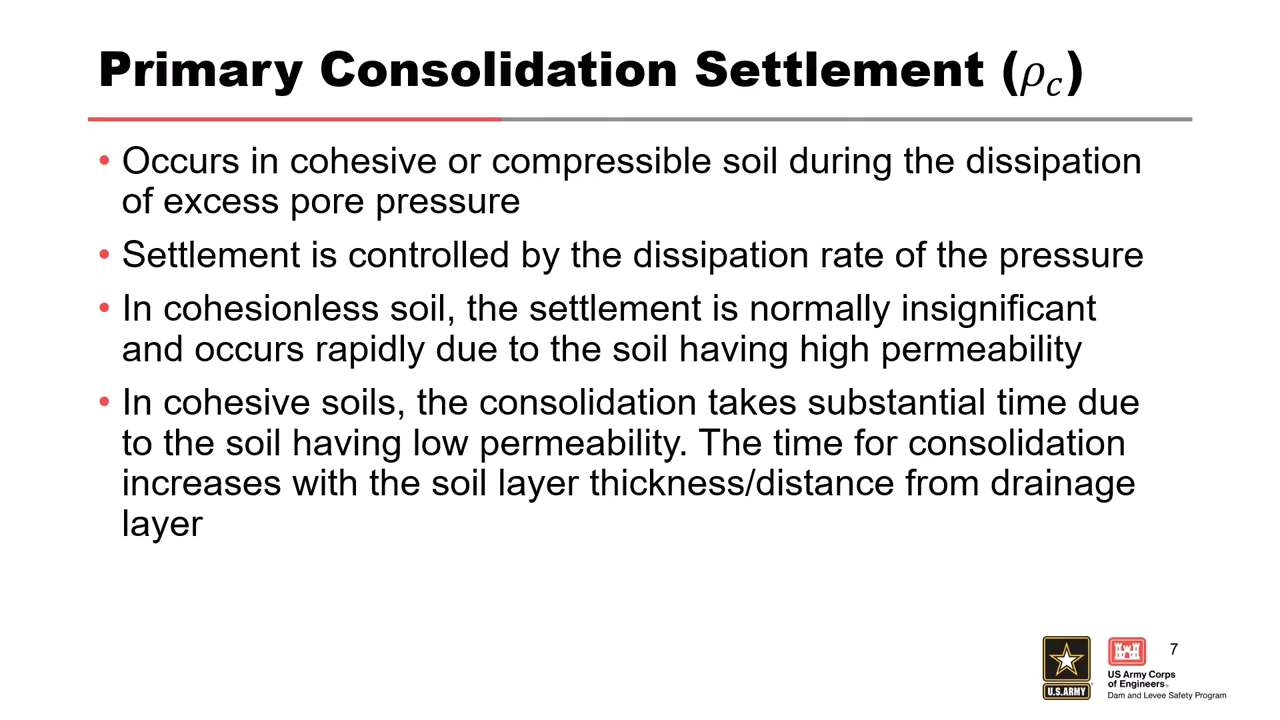 Primary Consolidation Settlement (𝜌𝑐)
• Occurs in cohesive or compressible soil during the dissipation
of excess pore pressure
• Settlement is controlled by the dissipation rate of the pressure
• In cohesionless soil, the settlement is normally insignificant
and occurs rapidly due to the soil having high permeability
• In cohesive soils, the consolidation takes substantial time due
to the soil having low permeability. The time for consolidation
increases with the soil layer thickness/distance from drainage
layer
7
U.S.ARMY
US Army Corps
of Engineers®
Dam and Levee Safety Program